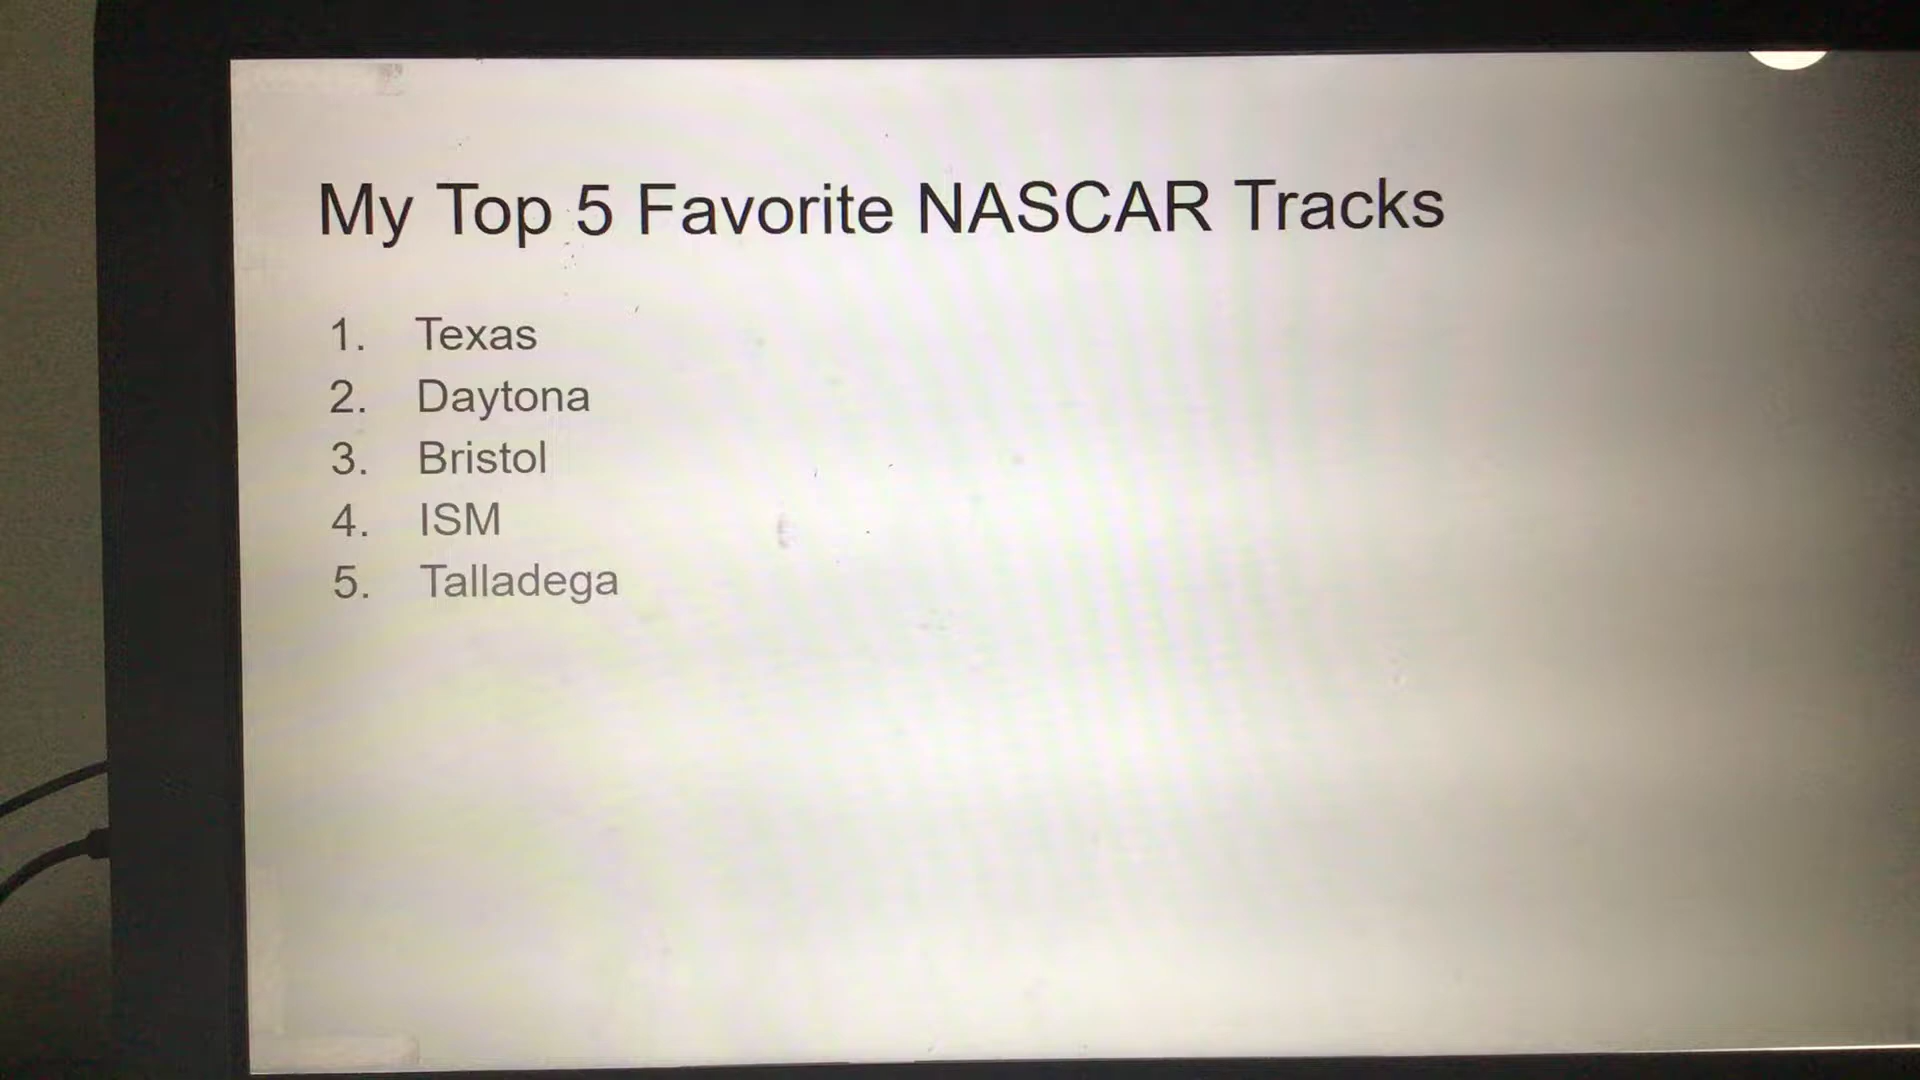 My Top 5 Favorite NASCAR Tracks
1. Texas
2. Daytona
3. Bristol
4. ISM
5. Talladega